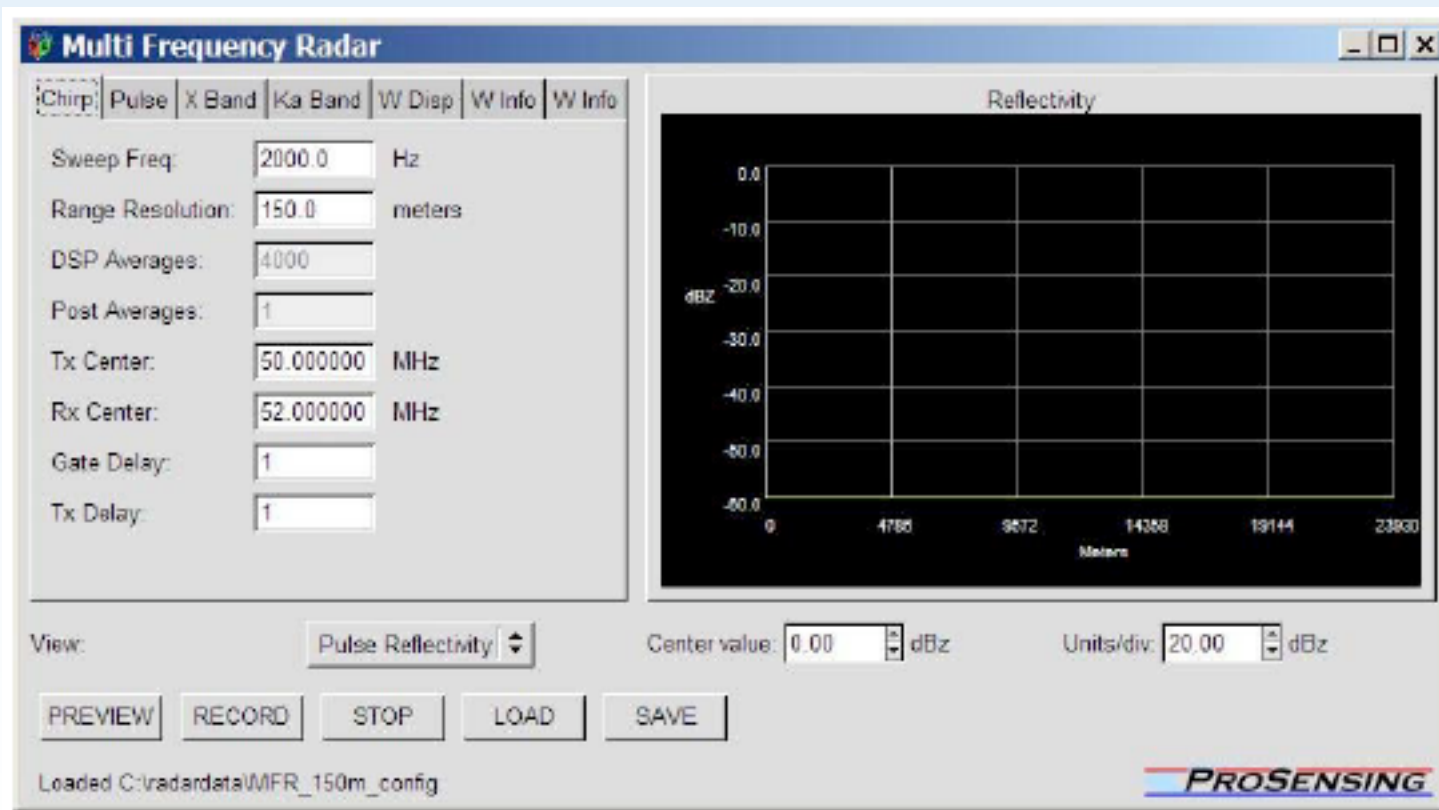 Multi Frequency Radar
Chirp Pulse X Band Ka Band W Disp W Info W Info
Sweep Freq: 2000.0 Hz
Range Resolution: 150.0 meters
DSP Averages: 4000
Post Averages: 1
Tx Center: 50.000000 MHz
Rx Center: 52.000000 MHz
Gate Delay: 1
Tx Delay: 1
Reflectivity
0.0
-10.0
-20.0
dBZ
-30.0
-40.0
-50.0
-60.0
0 4786 9572 14358 19144 23930
Meters
View: Pulse Reflectivity Center value: 0.00 dBz Units/div: 20.00 dBz
PREVIEW RECORD STOP LOAD SAVE
Loaded C:\radardata\MFR_150m_config
PROSENSING